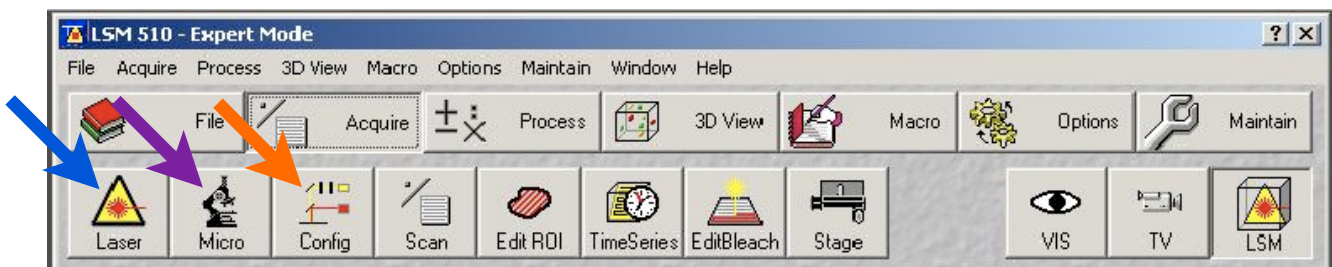 LSM 510 - Expert Mode
File Acquire Process 3D View Macro Options Maintain Window Help
File Acquire Process 3D View Macro Options Maintain
Laser Micro Config Scan Edit ROI TimeSeries EditBleach Stage VIS TV LSM